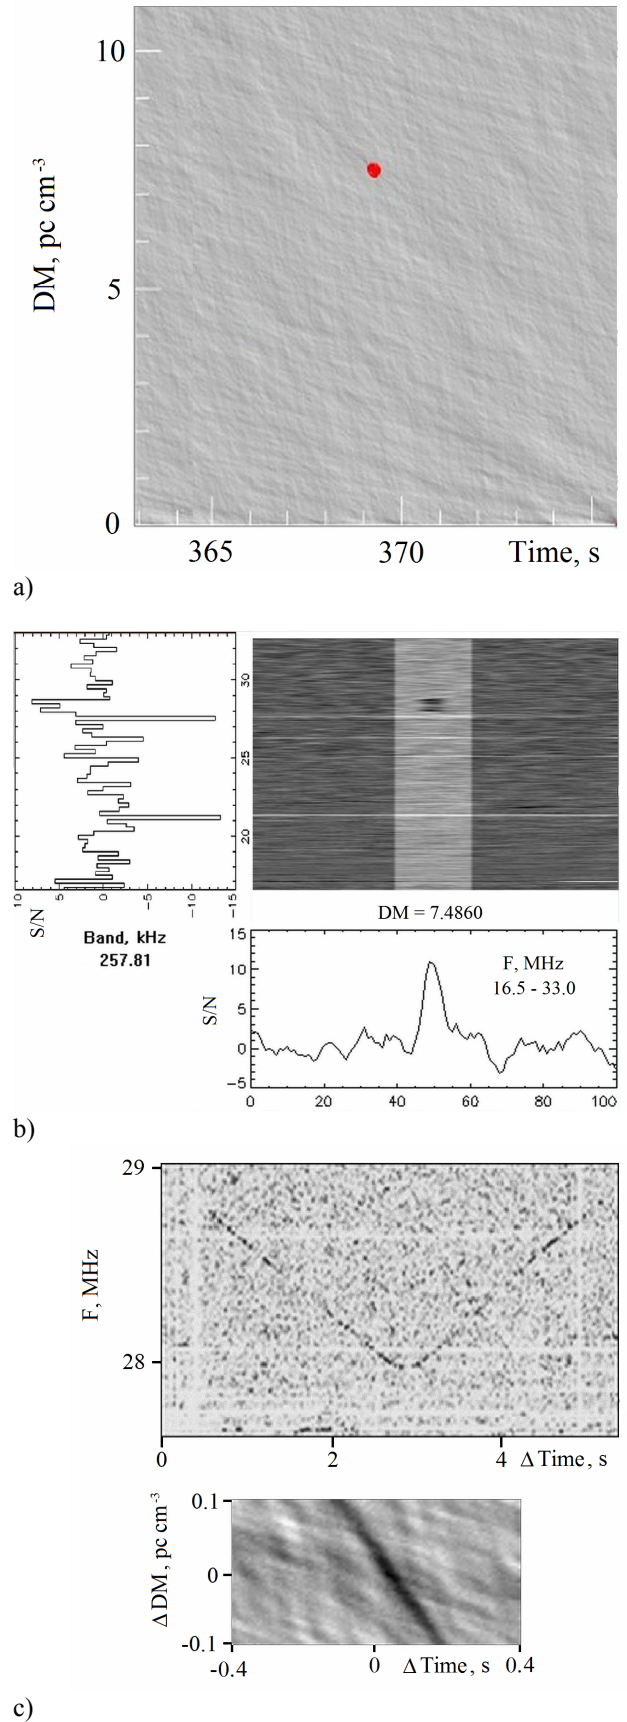 10
DM, pc cm-3
5
0
365 370 Time, s
a)
30
25
20
10 5 0 -5 -10 -15
S/N
Band, kHz
257.81
DM = 7.4860
15
10
5
0
-5
S/N
F, MHz
16.5 - 33.0
0 20 40 60 80 100
b)
29
F, MHz
28
0 2 4 Δ Time, s
0.1
Δ DM, pc cm-3
0
-0.1
-0.4 0 Δ Time, s 0.4
c)